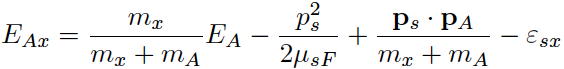 $E_{Ax} = \frac{m_x}{m_x + m_A} E_A - \frac{p_s^2}{2\mu_{sF}} + \frac{\mathbf{p}_s \cdot \mathbf{p}_A}{m_x + m_A} - \varepsilon_{sx}$